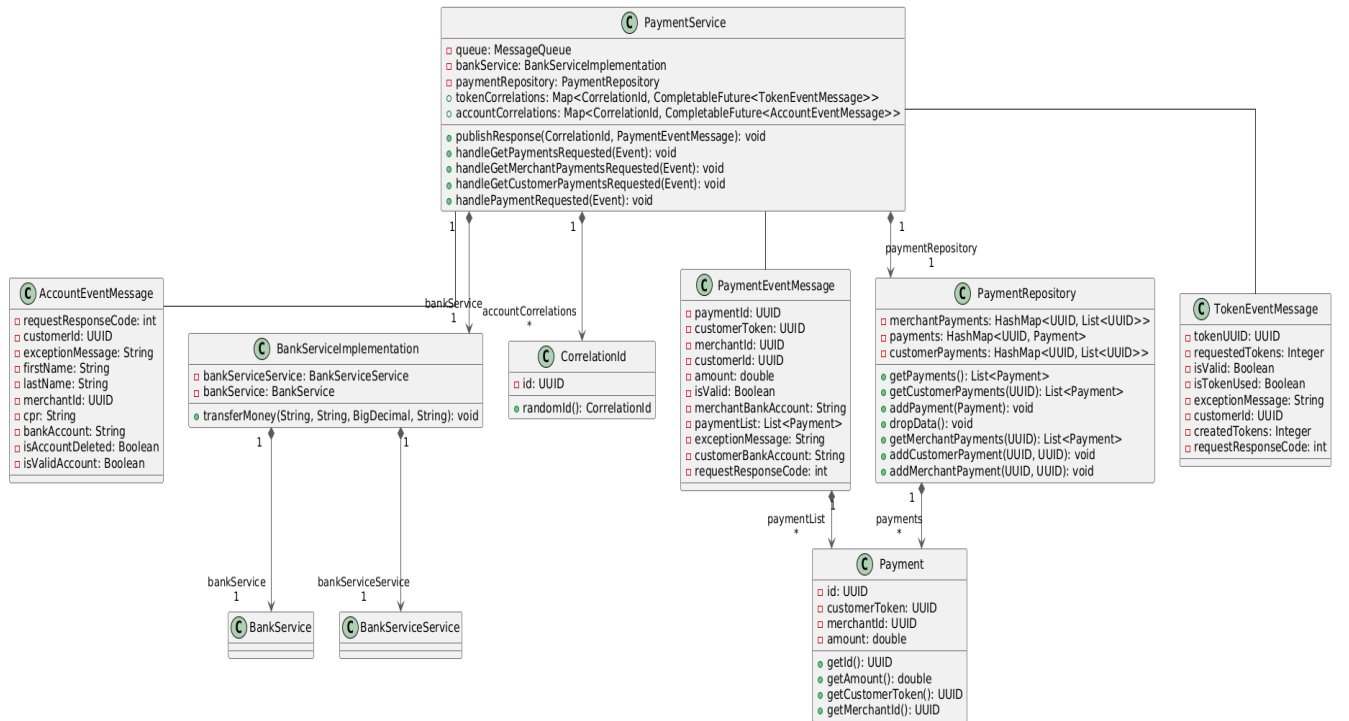 C PaymentService
queue: MessageQueue
bankService: BankServiceImplementation
paymentRepository: PaymentRepository
tokenCorrelations: Map<CorrelationId, CompletableFuture<TokenEventMessage>>
accountCorrelations: Map<CorrelationId, CompletableFuture<AccountEventMessage>>
publishResponse(CorrelationId, PaymentEventMessage): void
handleGetPaymentsRequested(Event): void
handleGetMerchantPaymentsRequested(Event): void
handleGetCustomerPaymentsRequested(Event): void
handlePaymentRequested(Event): void
1
1
1
paymentRepository
1
bankService
1
accountCorrelations
*
C AccountEventMessage
requestResponseCode: int
customerId: UUID
exceptionMessage: String
firstName: String
lastName: String
merchantId: UUID
cpr: String
bankAccount: String
isAccountDeleted: Boolean
isValidAccount: Boolean
C BankServiceImplementation
bankServiceService: BankServiceService
bankService: BankService
transferMoney(String, String, BigDecimal, String): void
1
1
C CorrelationId
id: UUID
randomId(): CorrelationId
C PaymentEventMessage
paymentId: UUID
customerToken: UUID
merchantId: UUID
customerId: UUID
amount: double
isValid: Boolean
merchantBankAccount: String
paymentList: List<Payment>
exceptionMessage: String
customerBankAccount: String
requestResponseCode: int
1
C PaymentRepository
merchantPayments: HashMap<UUID, List<UUID>>
payments: HashMap<UUID, Payment>
customerPayments: HashMap<UUID, List<UUID>>
getPayments(): List<Payment>
getCustomerPayments(UUID): List<Payment>
addPayment(Payment): void
dropData(): void
getMerchantPayments(UUID): List<Payment>
addCustomerPayment(UUID, UUID): void
addMerchantPayment(UUID, UUID): void
1
C TokenEventMessage
tokenUUID: UUID
requestedTokens: Integer
isValid: Boolean
isTokenUsed: Boolean
exceptionMessage: String
customerId: UUID
createdTokens: Integer
requestResponseCode: int
paymentList
*
payments
*
bankService
1
bankServiceService
1
C BankService
C BankServiceService
C Payment
id: UUID
customerToken: UUID
merchantId: UUID
amount: double
getId(): UUID
getAmount(): double
getCustomerToken(): UUID
getMerchantId(): UUID